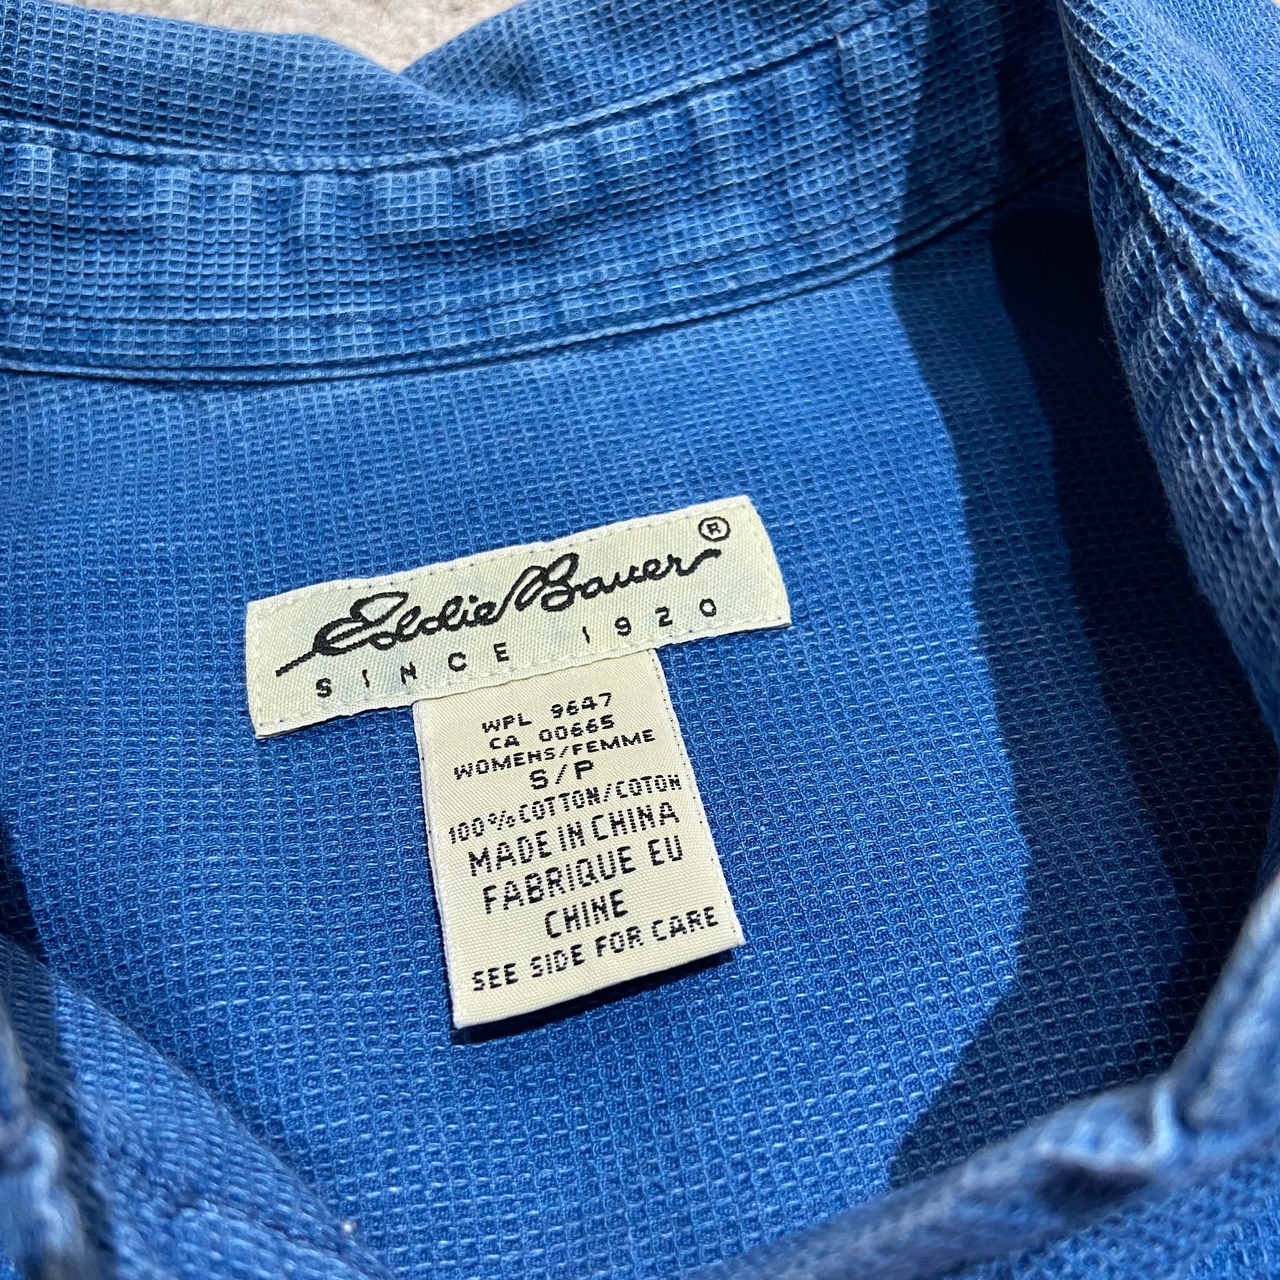 Eddie Bauer®
SINCE 1920
WPL 9647
CA 00665
WOMENS/FEMME
S/P
100% COTTON/COTON
MADE IN CHINA
FABRIQUE EU
CHINE
SEE SIDE FOR CARE